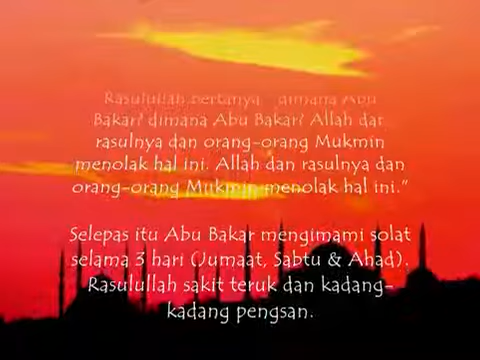 Rasulullah bertanya "dimana Abu
Bakar? dimana Abu Bakar? Allah dan
rasulnya dan orang-orang Mukmin
menolak hal ini. Allah dan rasulnya dan
orang-orang Mukmin menolak hal ini."
Selepas itu Abu Bakar mengimami solat
selama 3 hari (Jumaat, Sabtu & Ahad).
Rasulullah sakit teruk dan kadang-
kadang pengsan.